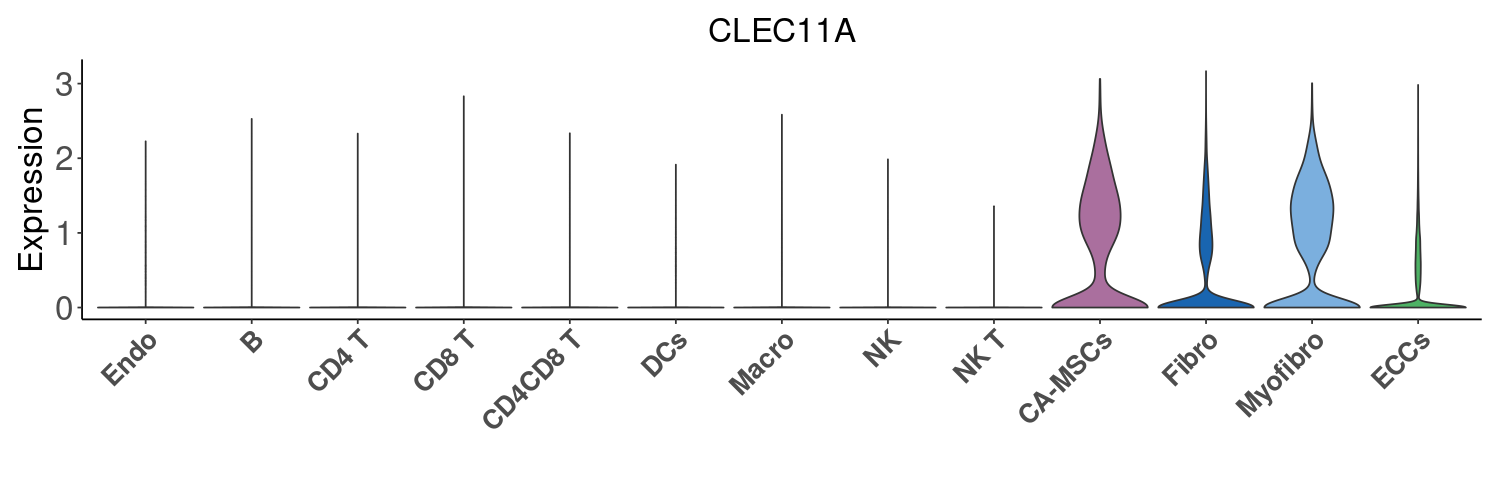 CLEC11A
Expression
3
2
1
0
Endo
B
CD4 T
CD8 T
CD4CD8 T
DCs
Macro
NK
NK T
CA-MSCs
Fibro
Myofibro
ECCs